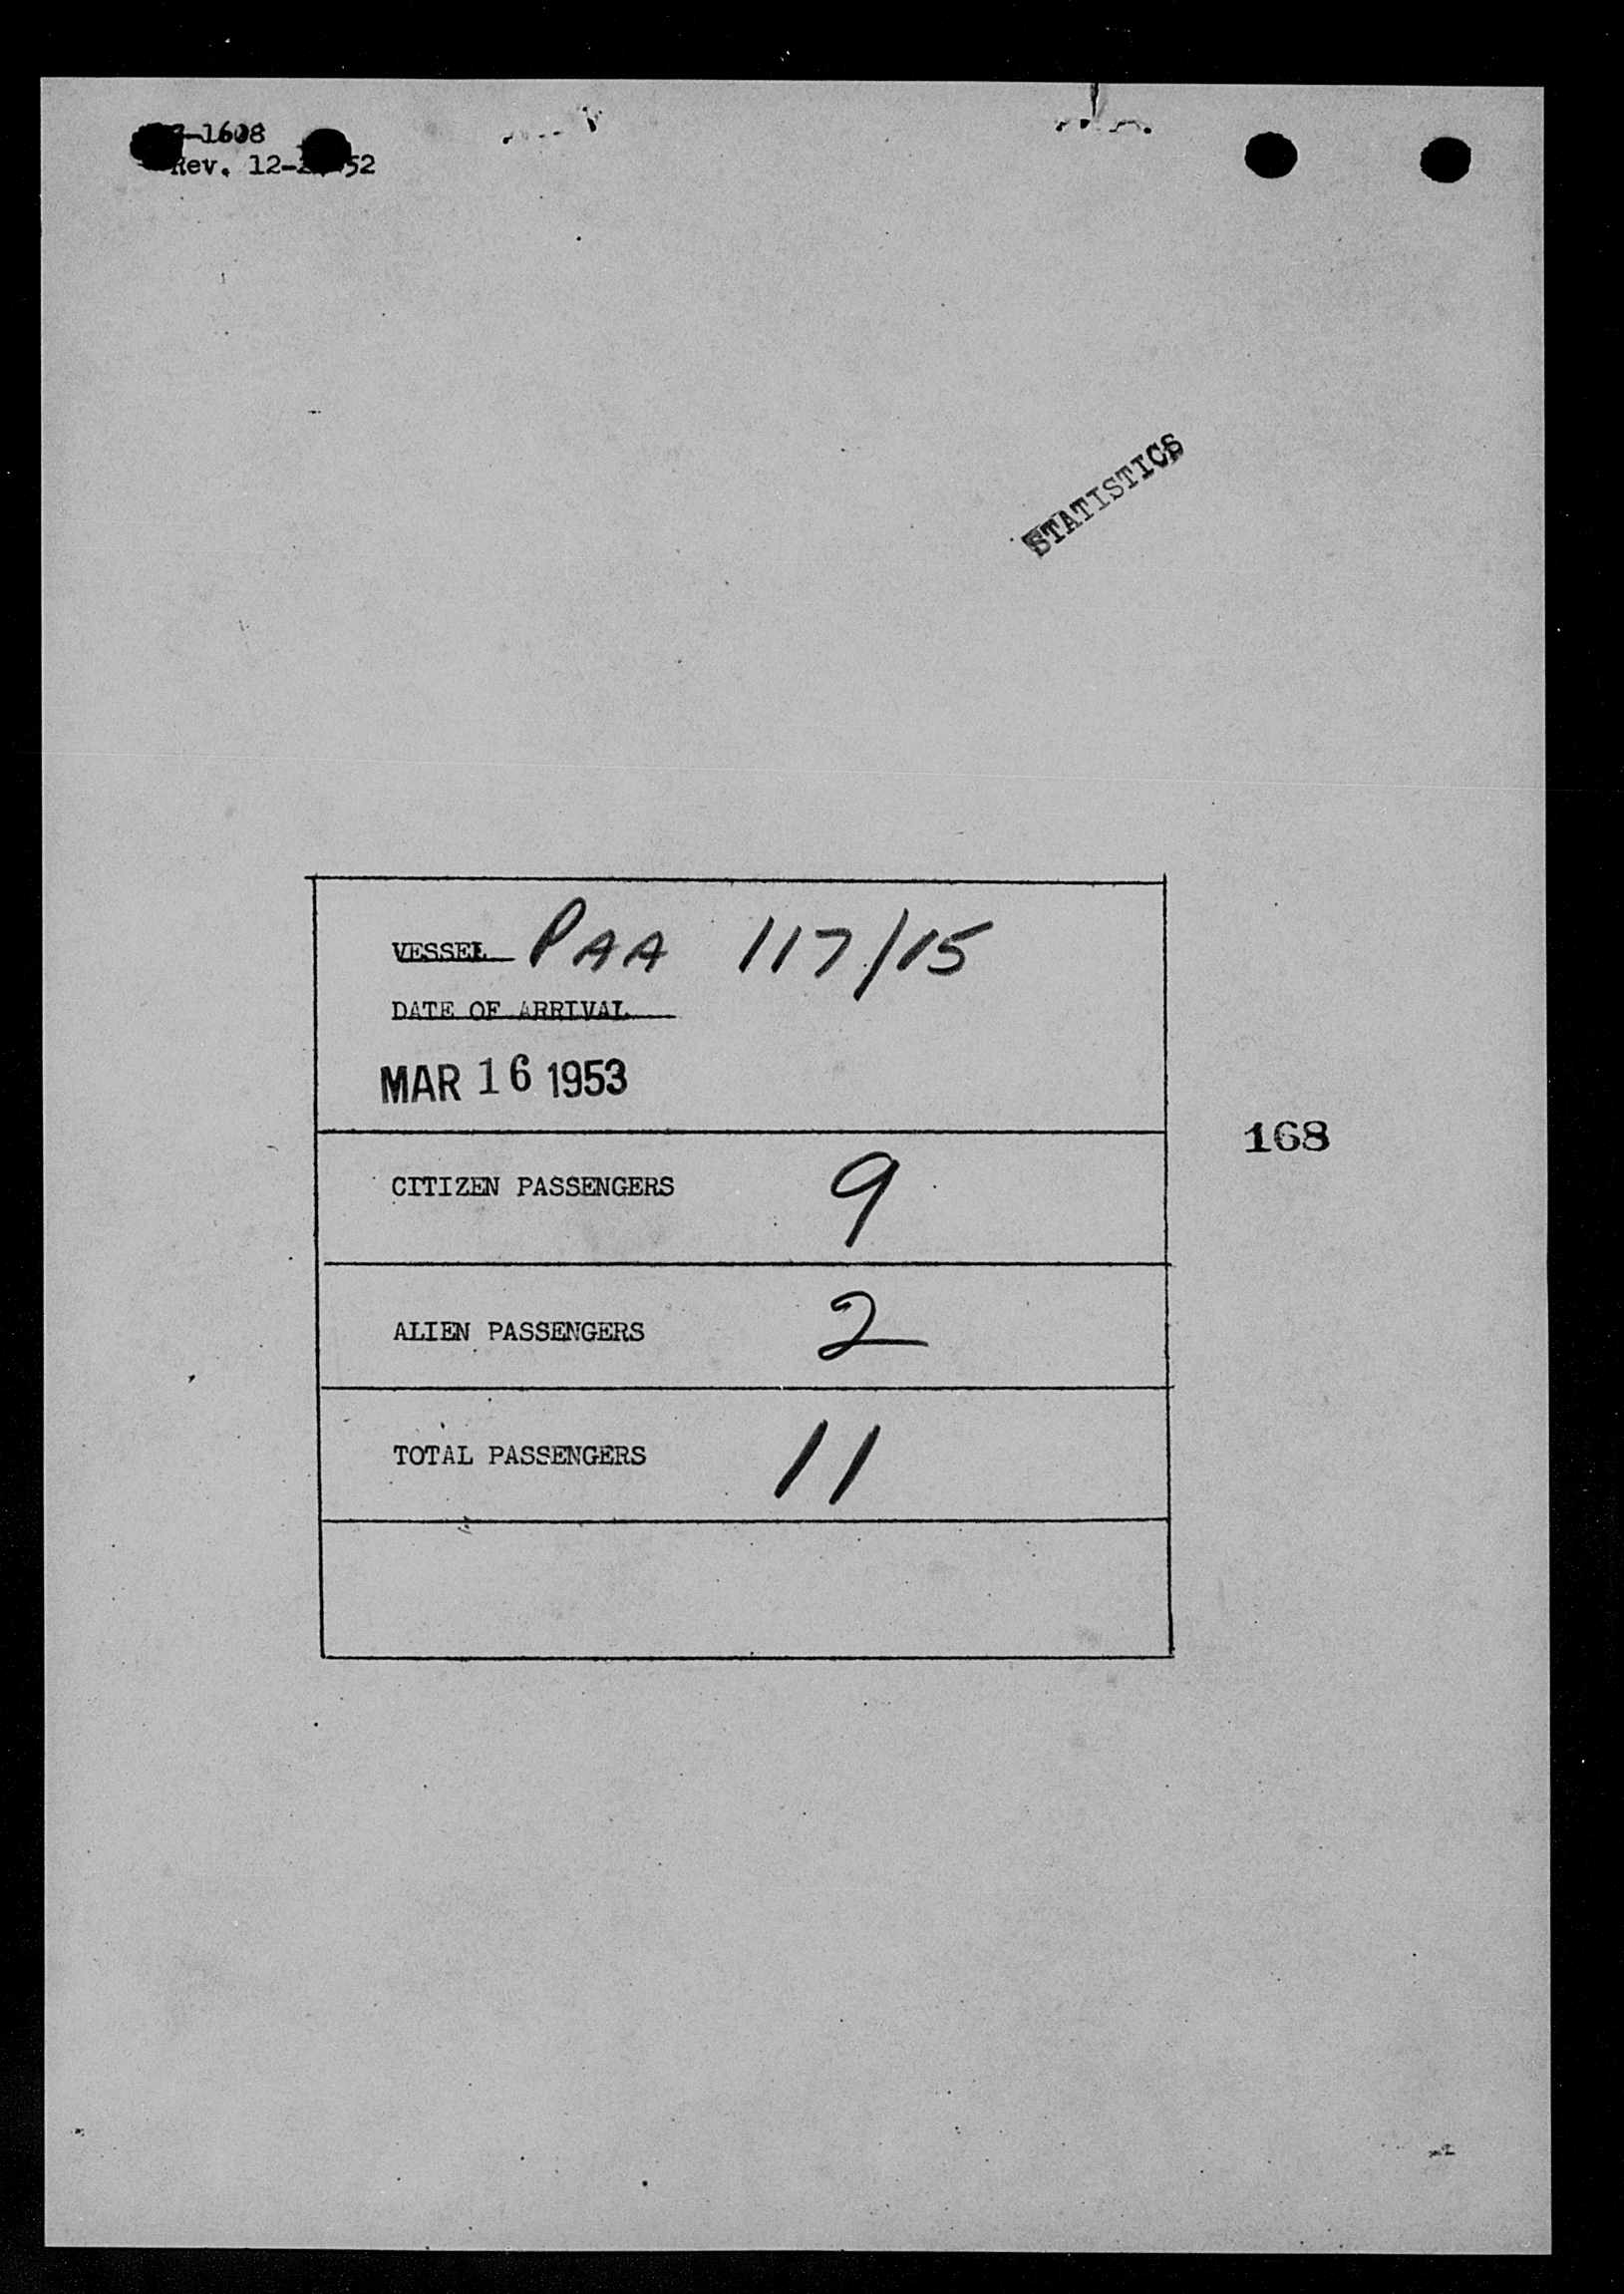 -1608
Rev. 12- 52
STATISTICS
VESSEL PAA 117/15
DATE OF ARRIVAL
MAR 16 1953
168
CITIZEN PASSENGERS 9
ALIEN PASSENGERS 2
TOTAL PASSENGERS 11